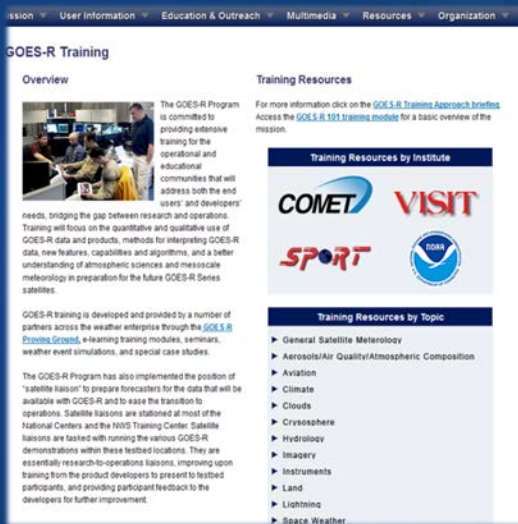 ission User Information Education & Outreach Multimedia Resources Organization
GOES-R Training
Overview
The GOES-R Program
is committed to
providing extensive
training for the
operational and
educational
communities that will
address both the end
users' and developers'
needs, bridging the gap between research and operations.
Training will focus on the quantitative and qualitative use of
GOES-R data and products, methods for interpreting GOES-R
data, new features, capabilities and algorithms, and a better
understanding of atmospheric sciences and mesoscale
meteorology in preparation for the future GOES-R Series
satellites.
GOES-R training is developed and provided by a number of
partners across the weather enterprise through the GOES-R
Proving Ground, e-learning training modules, seminars,
weather event simulations, and special case studies.
The GOES-R Program has also implemented the position of
"satellite liaison" to prepare forecasters for the data that will be
available with GOES-R and to ease the transition to
operations. Satellite liaisons are stationed at most of the
National Centers and the NWS Training Center. Satellite
liaisons are tasked with running the various GOES-R
demonstrations within these testbed locations. They are
essentially research-to-operations liaisons, improving upon
training from the product developers to present to testbed
participants, and providing participant feedback to the
developers for further improvement.
Training Resources
For more information click on the GOES-R Training Approach briefing.
Access the GOES-R 101 training module for a basic overview of the
mission.
Training Resources by Institute
COMET VISIT
SPORT NOAA
Training Resources by Topic
General Satellite Meterology
Aerosols/Air Quality/Atmospheric Composition
Aviation
Climate
Clouds
Crysosphere
Hydrology
Imagery
Instruments
Land
Lightning
Space Weather